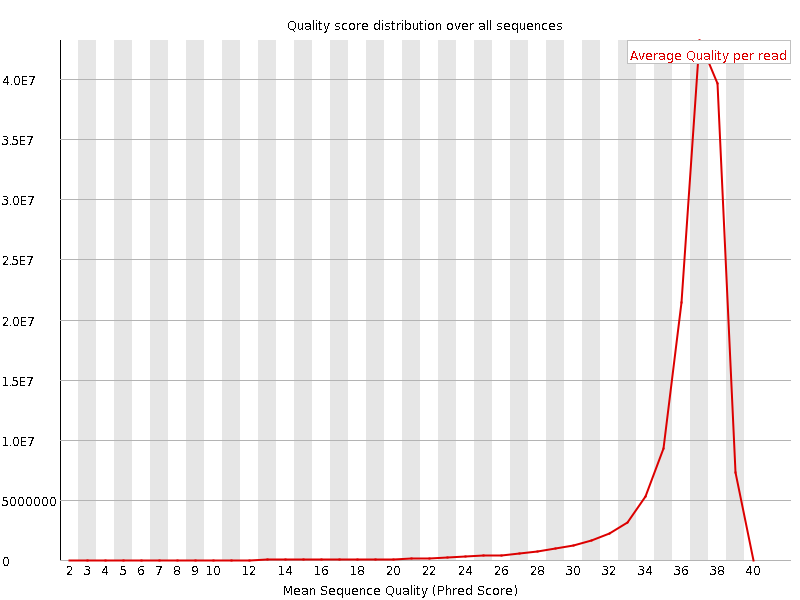 Quality score distribution over all sequences
Average Quality per read
4.0E7
3.5E7
3.0E7
2.5E7
2.0E7
1.5E7
1.0E7
5000000
0
2 3 4 5 6 7 8 9 10 12 14 16 18 20 22 24 26 28 30 32 34 36 38 40
Mean Sequence Quality (Phred Score)